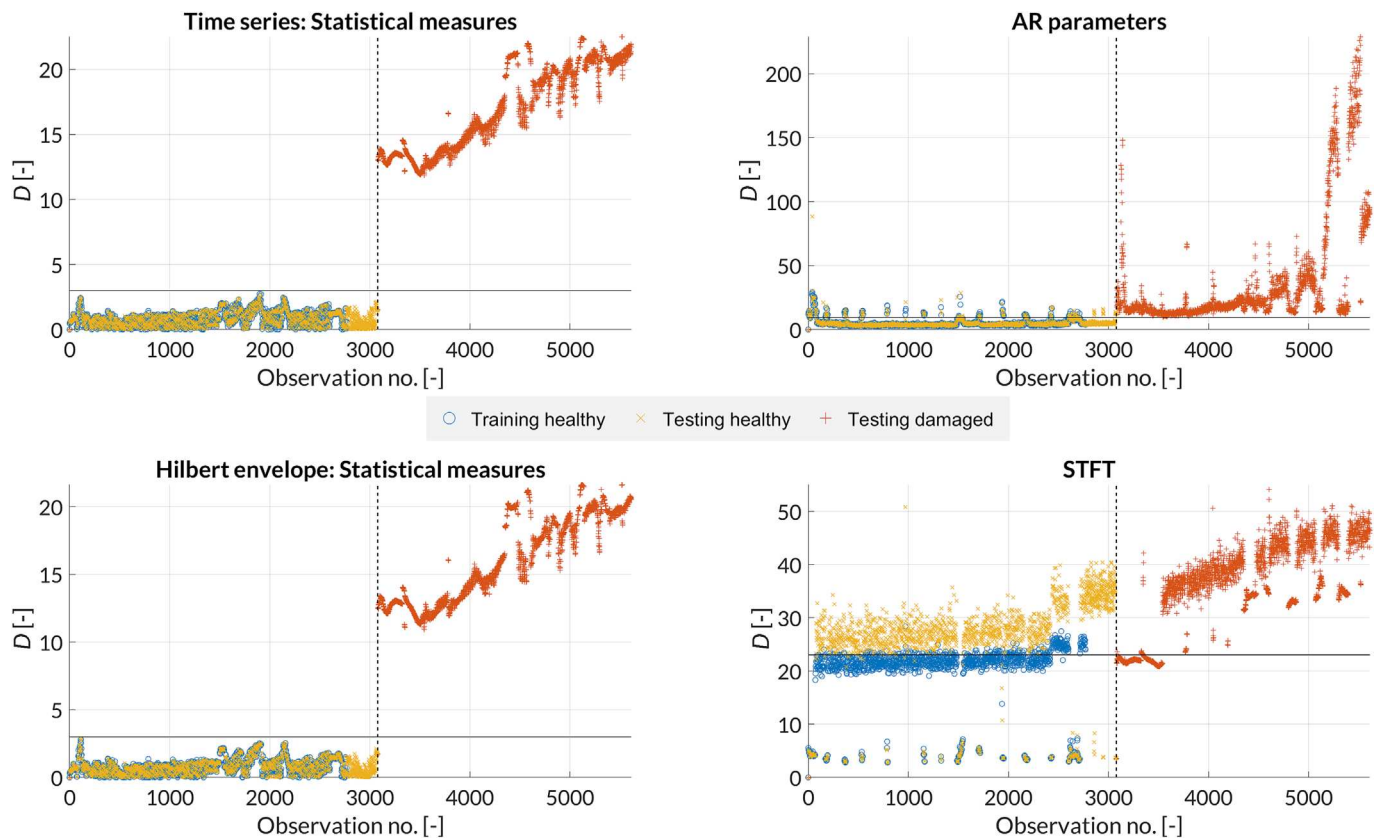 Time series: Statistical measures
20
15
10
5
0
D [-]
0 1000 2000 3000 4000 5000
Observation no. [-]
AR parameters
200
150
100
50
0
D [-]
0 1000 2000 3000 4000 5000
Observation no. [-]
Training healthy Testing healthy Testing damaged
Hilbert envelope: Statistical measures
20
15
10
5
0
D [-]
0 1000 2000 3000 4000 5000
Observation no. [-]
STFT
50
40
30
20
10
0
D [-]
0 1000 2000 3000 4000 5000
Observation no. [-]